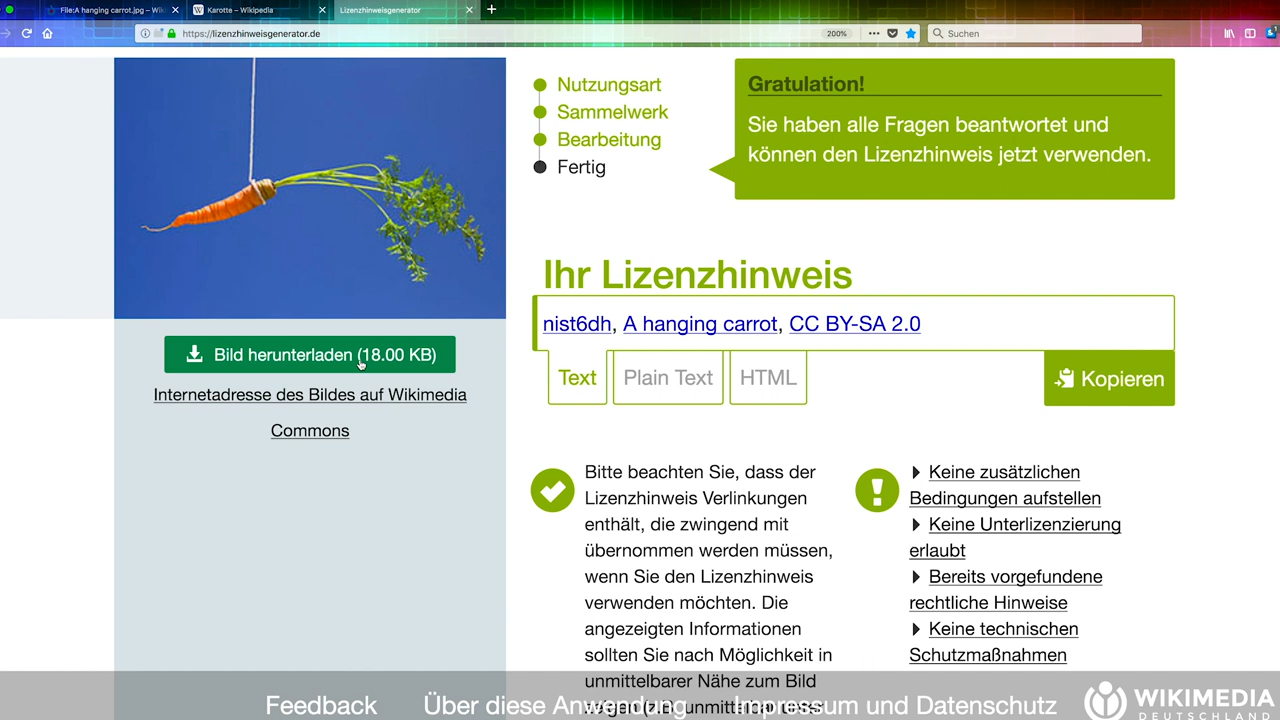 File:A hanging carrot.jpg – Wiki
Karotte – Wikipedia
Lizenzhinweisgenerator
https://lizenzhinweisgenerator.de
200%
Suchen
Nutzungsart
Sammelwerk
Bearbeitung
Fertig
Gratulation!
Sie haben alle Fragen beantwortet und
können den Lizenzhinweis jetzt verwenden.
Ihr Lizenzhinweis
nist6dh, A hanging carrot, CC BY-SA 2.0
Text
Plain Text
HTML
Kopieren
Bild herunterladen (18.00 KB)
Internetadresse des Bildes auf Wikimedia
Commons
Bitte beachten Sie, dass der
Lizenzhinweis Verlinkungen
enthält, die zwingend mit
übernommen werden müssen,
wenn Sie den Lizenzhinweis
verwenden möchten. Die
angezeigten Informationen
sollten Sie nach Möglichkeit in
unmittelbarer Nähe zum Bild
Keine zusätzlichen
Bedingungen aufstellen
Keine Unterlizenzierung
erlaubt
Bereits vorgefundene
rechtliche Hinweise
Keine technischen
Schutzmaßnahmen
Feedback
Über diese Anwendung
Impressum und Datenschutz
WIKIMEDIA
DEUTSCHLAND